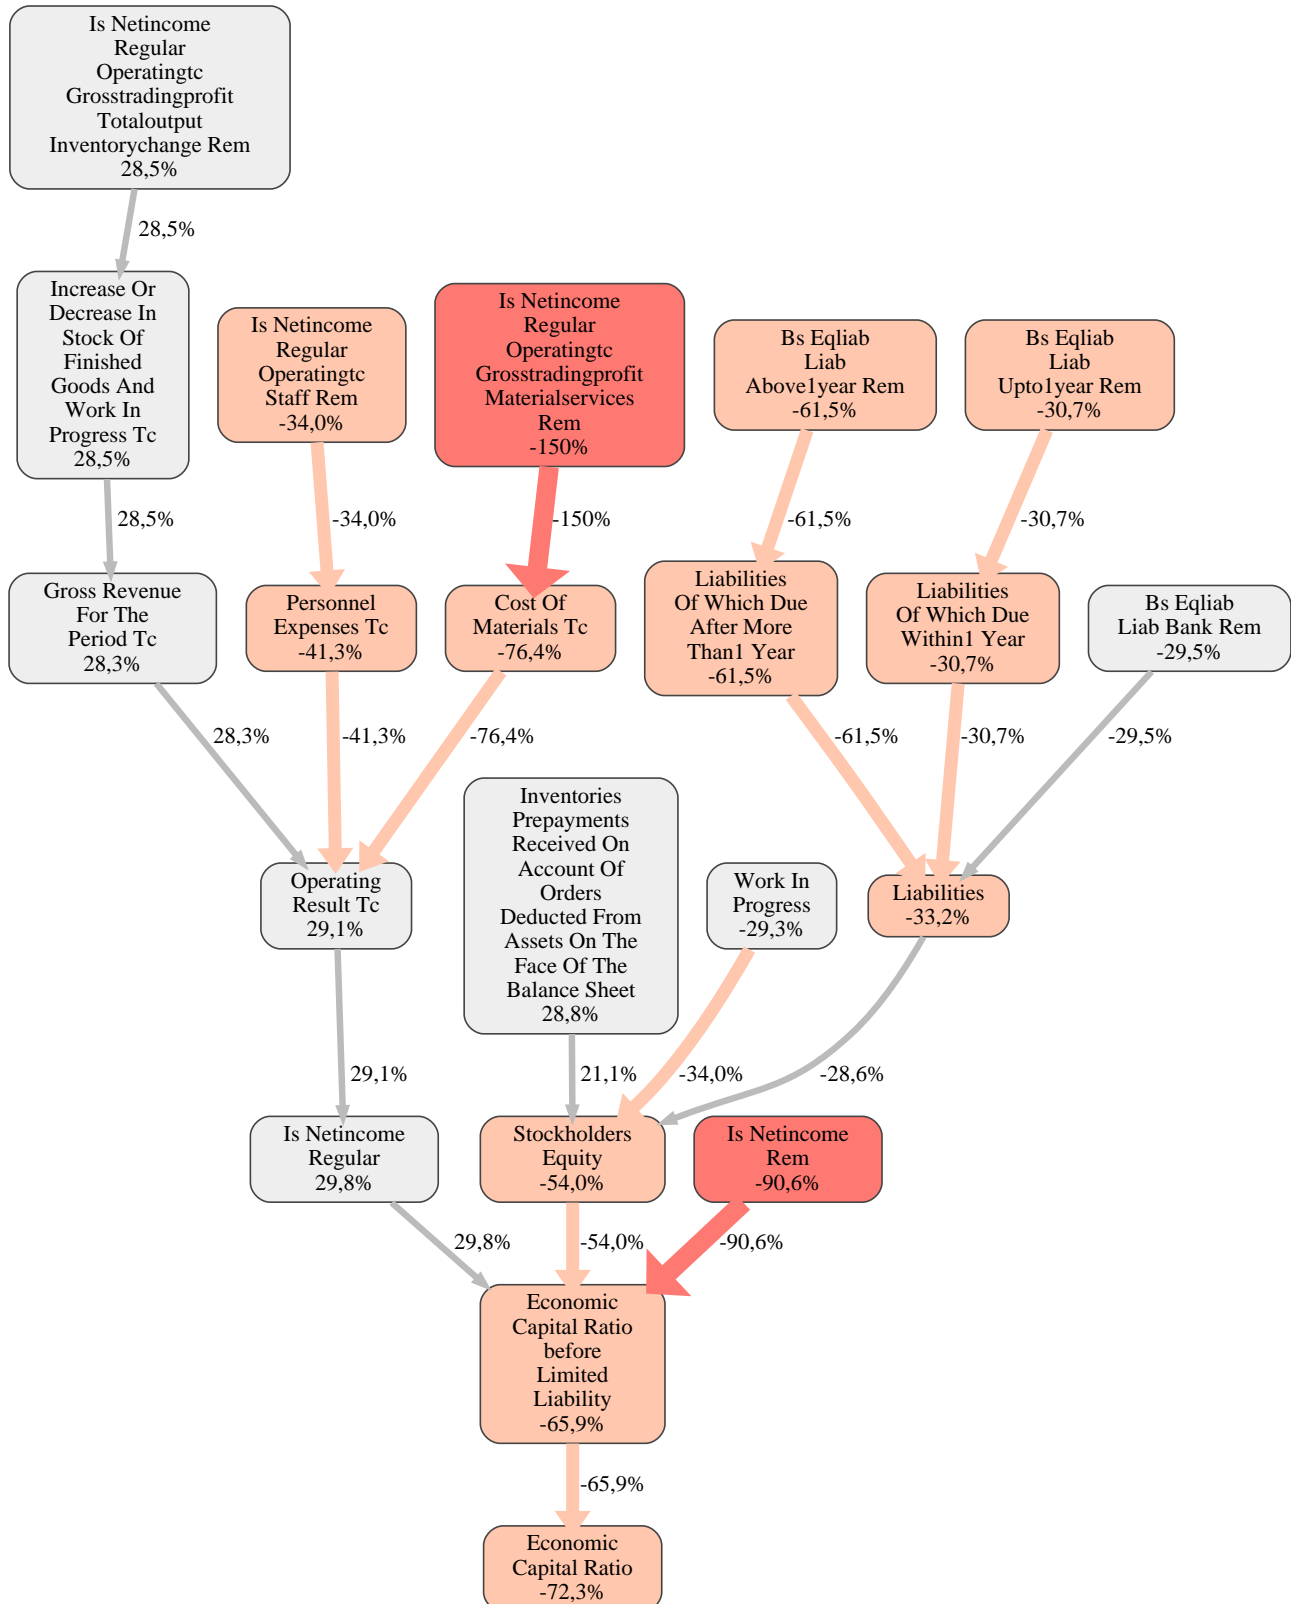 Is Netincome
Regular
Operatingtc
Grosstradingprofit
Totaloutput
Inventorychange Rem
28,5%
28,5%
Increase Or
Decrease In
Stock Of
Finished
Goods And
Work In
Progress Tc
28,5%
Is Netincome
Regular
Operatingtc
Staff Rem
-34,0%
Is Netincome
Regular
Operatingtc
Grosstradingprofit
Materialservices
Rem
-150%
Bs Eqliab
Liab
Above1year Rem
-61,5%
Bs Eqliab
Liab
Upto1year Rem
-30,7%
28,5%
-34,0%
-150%
-61,5%
-30,7%
Gross Revenue
For The
Period Tc
28,3%
Personnel
Expenses Tc
-41,3%
Cost Of
Materials Tc
-76,4%
Liabilities
Of Which Due
After More
Than1 Year
-61,5%
Liabilities
Of Which Due
Within1 Year
-30,7%
Bs Eqliab
Liab Bank Rem
-29,5%
28,3%
-41,3%
-76,4%
-61,5%
-30,7%
-29,5%
Operating
Result Tc
29,1%
Inventories
Prepayments
Received On
Account Of
Orders
Deducted From
Assets On The
Face Of The
Balance Sheet
28,8%
Work In
Progress
-29,3%
Liabilities
-33,2%
29,1%
21,1%
-34,0%
-28,6%
Is Netincome
Regular
29,8%
Stockholders
Equity
-54,0%
Is Netincome
Rem
-90,6%
29,8%
-54,0%
-90,6%
Economic
Capital Ratio
before
Limited
Liability
-65,9%
-65,9%
Economic
Capital Ratio
-72,3%